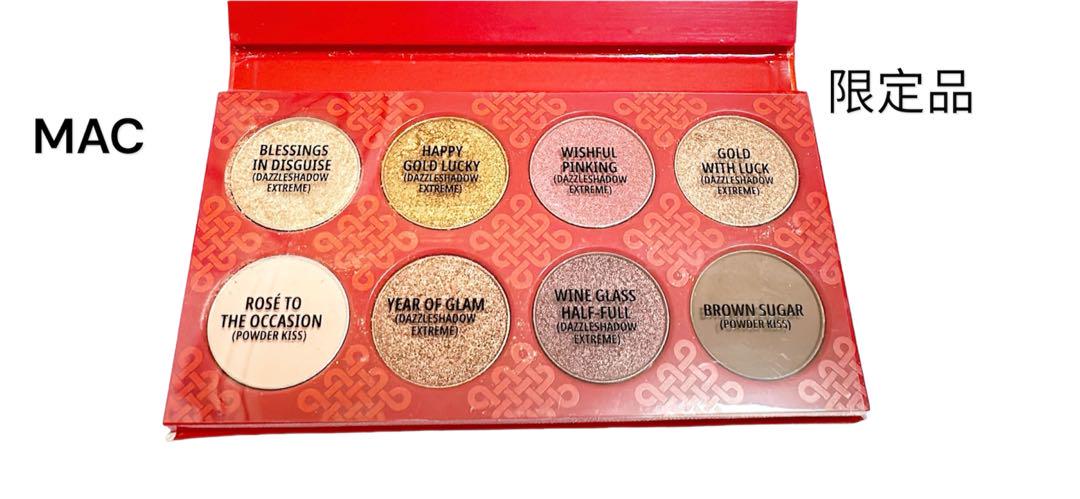 MAC
限定品
BLESSINGS
IN DISGUISE
(DAZZLESHADOW
EXTREME)
HAPPY
GOLD LUCKY
(DAZZLESHADOW
EXTREME)
WISHFUL
PINKING
(DAZZLESHADOW
EXTREME)
GOLD
WITH LUCK
(DAZZLESHADOW
EXTREME)
ROSÉ TO
THE OCCASION
(POWDER KISS)
YEAR OF GLAM
(DAZZLESHADOW
EXTREME)
WINE GLASS
HALF-FULL
(DAZZLESHADOW
EXTREME)
BROWN SUGAR
(POWDER KISS)